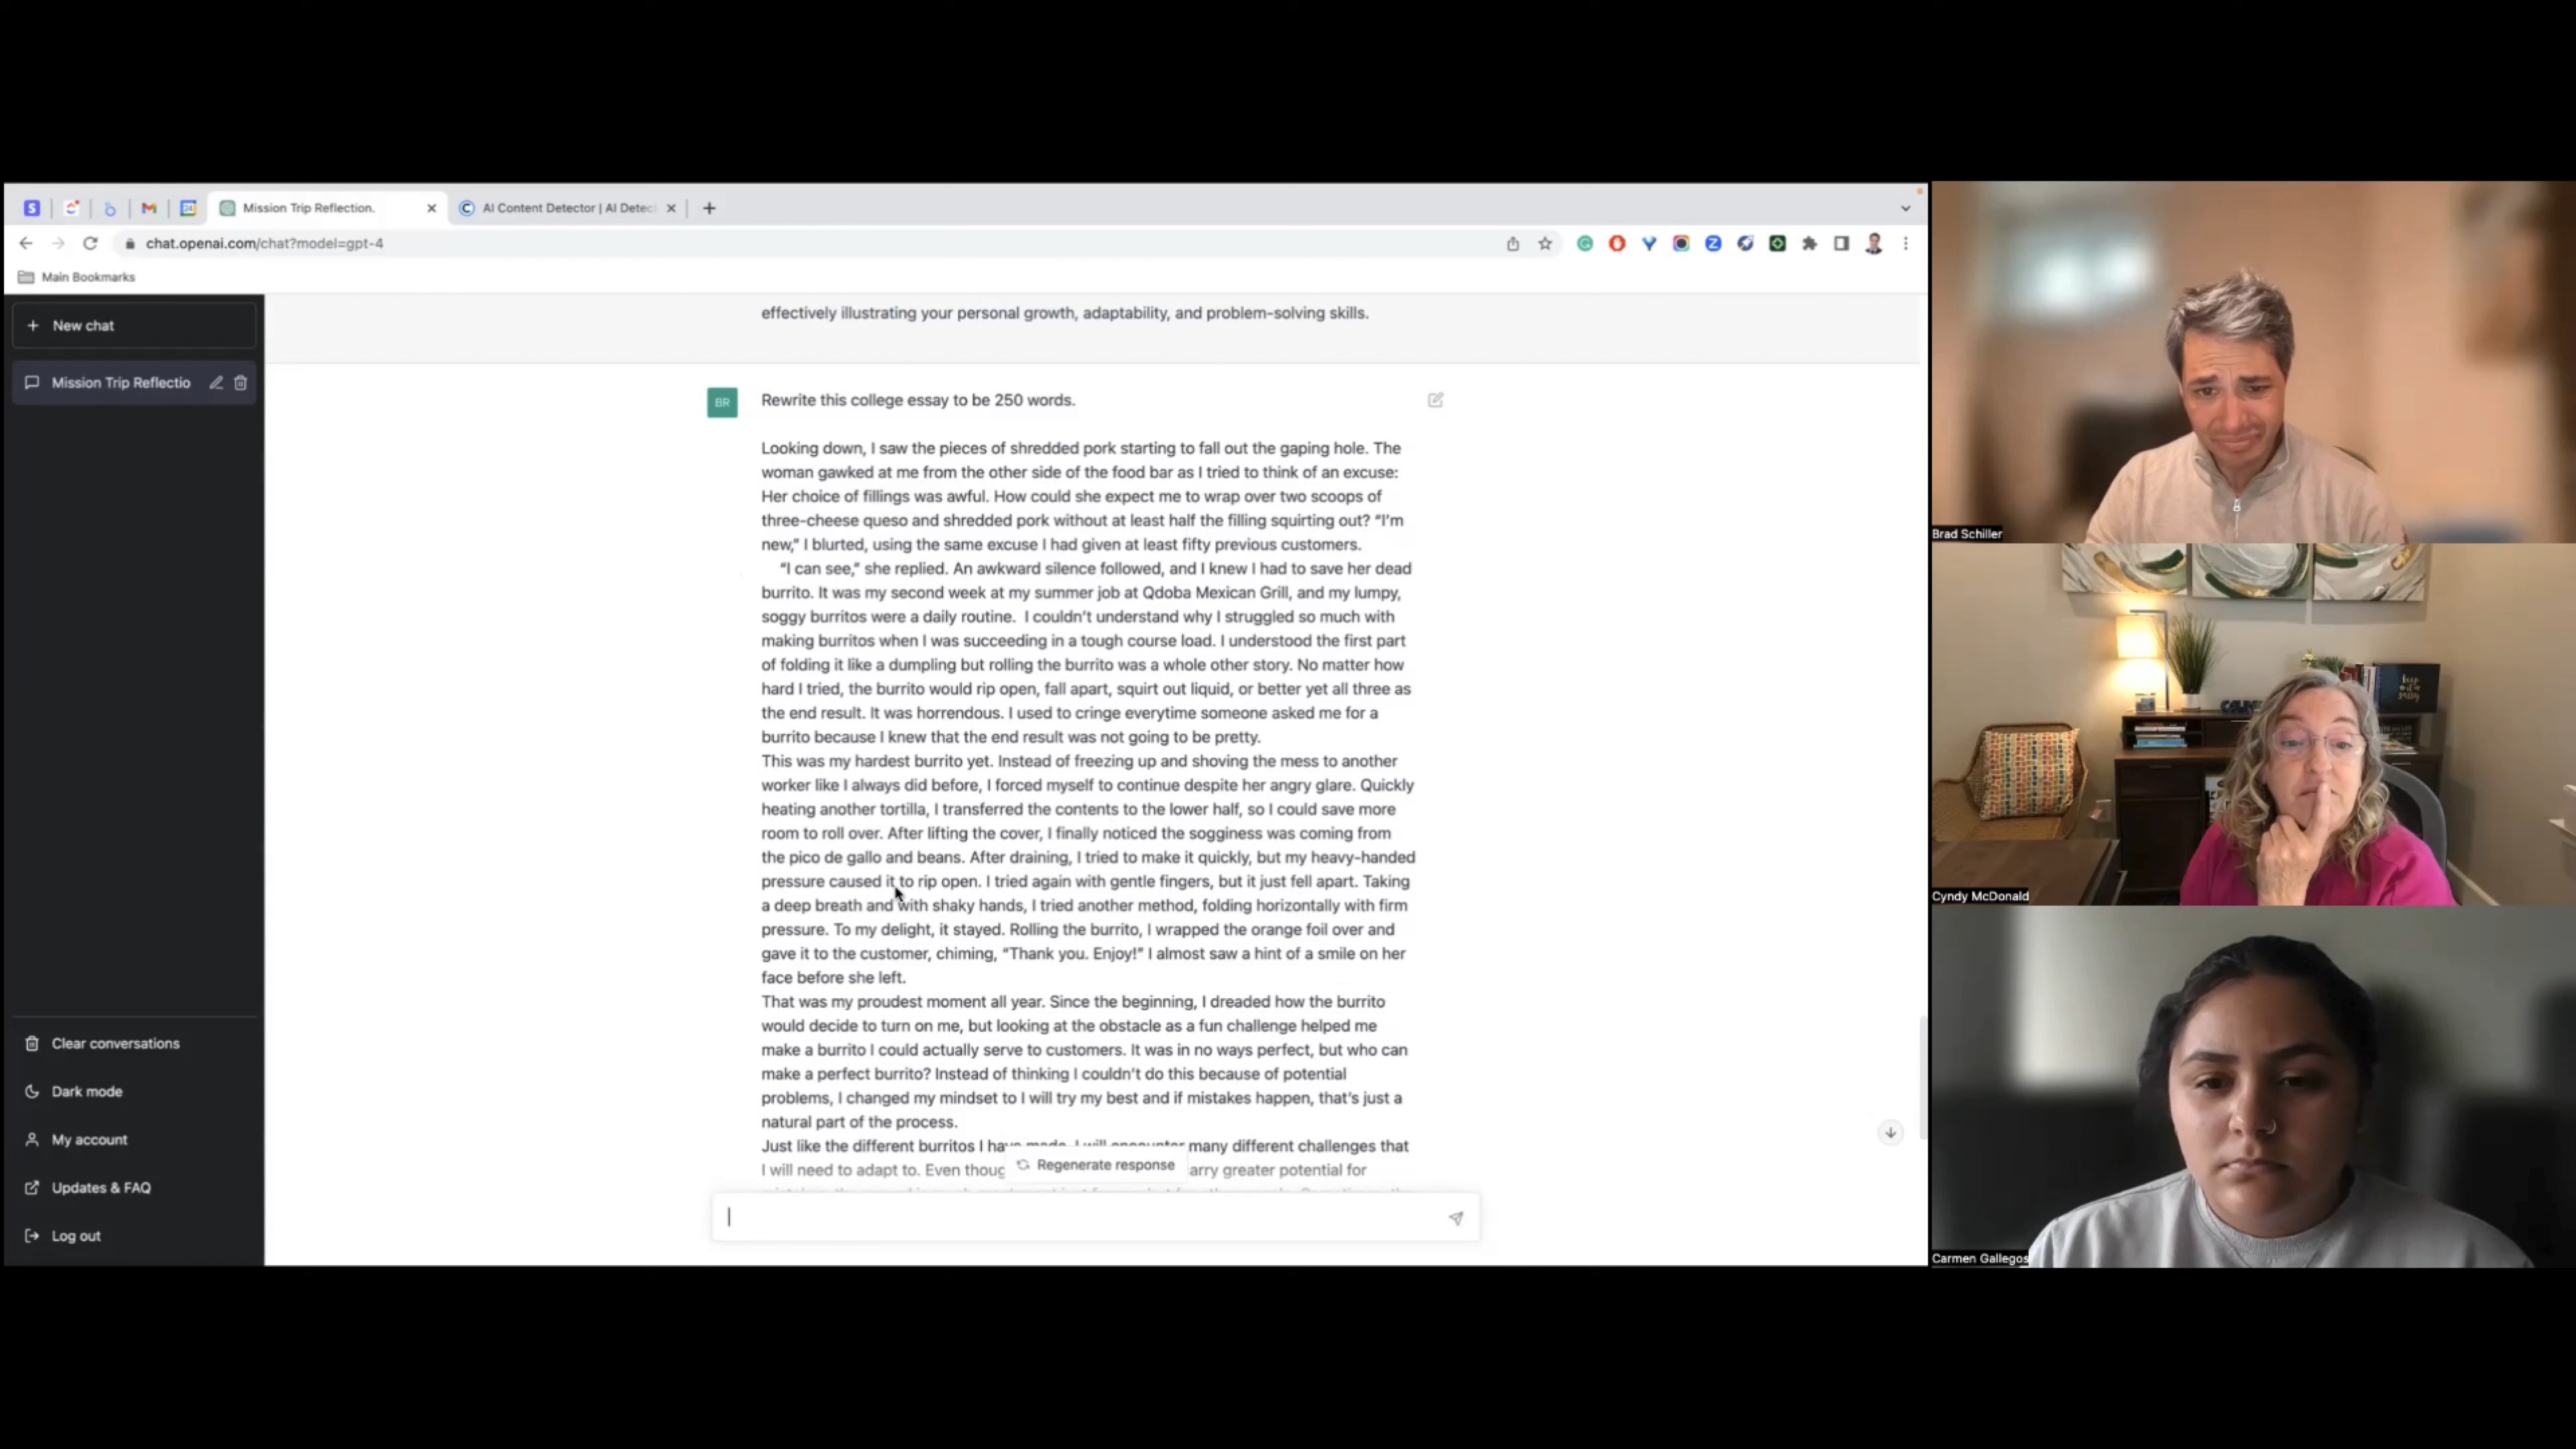 Mission Trip Reflection.
AI Content Detector | AI Detec
chat.openai.com/chat?model=gpt-4
Main Bookmarks
New chat
Mission Trip Reflectio
Clear conversations
Dark mode
My account
Updates & FAQ
Log out
effectively illustrating your personal growth, adaptability, and problem-solving skills.
BR
Rewrite this college essay to be 250 words.
Looking down, I saw the pieces of shredded pork starting to fall out the gaping hole. The
woman gawked at me from the other side of the food bar as I tried to think of an excuse:
Her choice of fillings was awful. How could she expect me to wrap over two scoops of
three-cheese queso and shredded pork without at least half the filling squirting out? “I’m
new,” I blurted, using the same excuse I had given at least fifty previous customers.
“I can see,” she replied. An awkward silence followed, and I knew I had to save her dead
burrito. It was my second week at my summer job at Qdoba Mexican Grill, and my lumpy,
soggy burritos were a daily routine.  I couldn’t understand why I struggled so much with
making burritos when I was succeeding in a tough course load. I understood the first part
of folding it like a dumpling but rolling the burrito was a whole other story. No matter how
hard I tried, the burrito would rip open, fall apart, squirt out liquid, or better yet all three as
the end result. It was horrendous. I used to cringe everytime someone asked me for a
burrito because I knew that the end result was not going to be pretty.
This was my hardest burrito yet. Instead of freezing up and shoving the mess to another
worker like I always did before, I forced myself to continue despite her angry glare. Quickly
heating another tortilla, I transferred the contents to the lower half, so I could save more
room to roll over. After lifting the cover, I finally noticed the sogginess was coming from
the pico de gallo and beans. After draining, I tried to make it quickly, but my heavy-handed
pressure caused it to rip open. I tried again with gentle fingers, but it just fell apart. Taking
a deep breath and with shaky hands, I tried another method, folding horizontally with firm
pressure. To my delight, it stayed. Rolling the burrito, I wrapped the orange foil over and
gave it to the customer, chiming, “Thank you. Enjoy!” I almost saw a hint of a smile on her
face before she left.
That was my proudest moment all year. Since the beginning, I dreaded how the burrito
would decide to turn on me, but looking at the obstacle as a fun challenge helped me
make a burrito I could actually serve to customers. It was in no ways perfect, but who can
make a perfect burrito? Instead of thinking I couldn’t do this because of potential
problems, I changed my mindset to I will try my best and if mistakes happen, that’s just a
natural part of the process.
Just like the different burritos I have made, I will encounter many different challenges that
I will need to adapt to. Even thoug arry greater potential for
Regenerate response
Brad Schiller
Cyndy McDonald
Carmen Gallegos